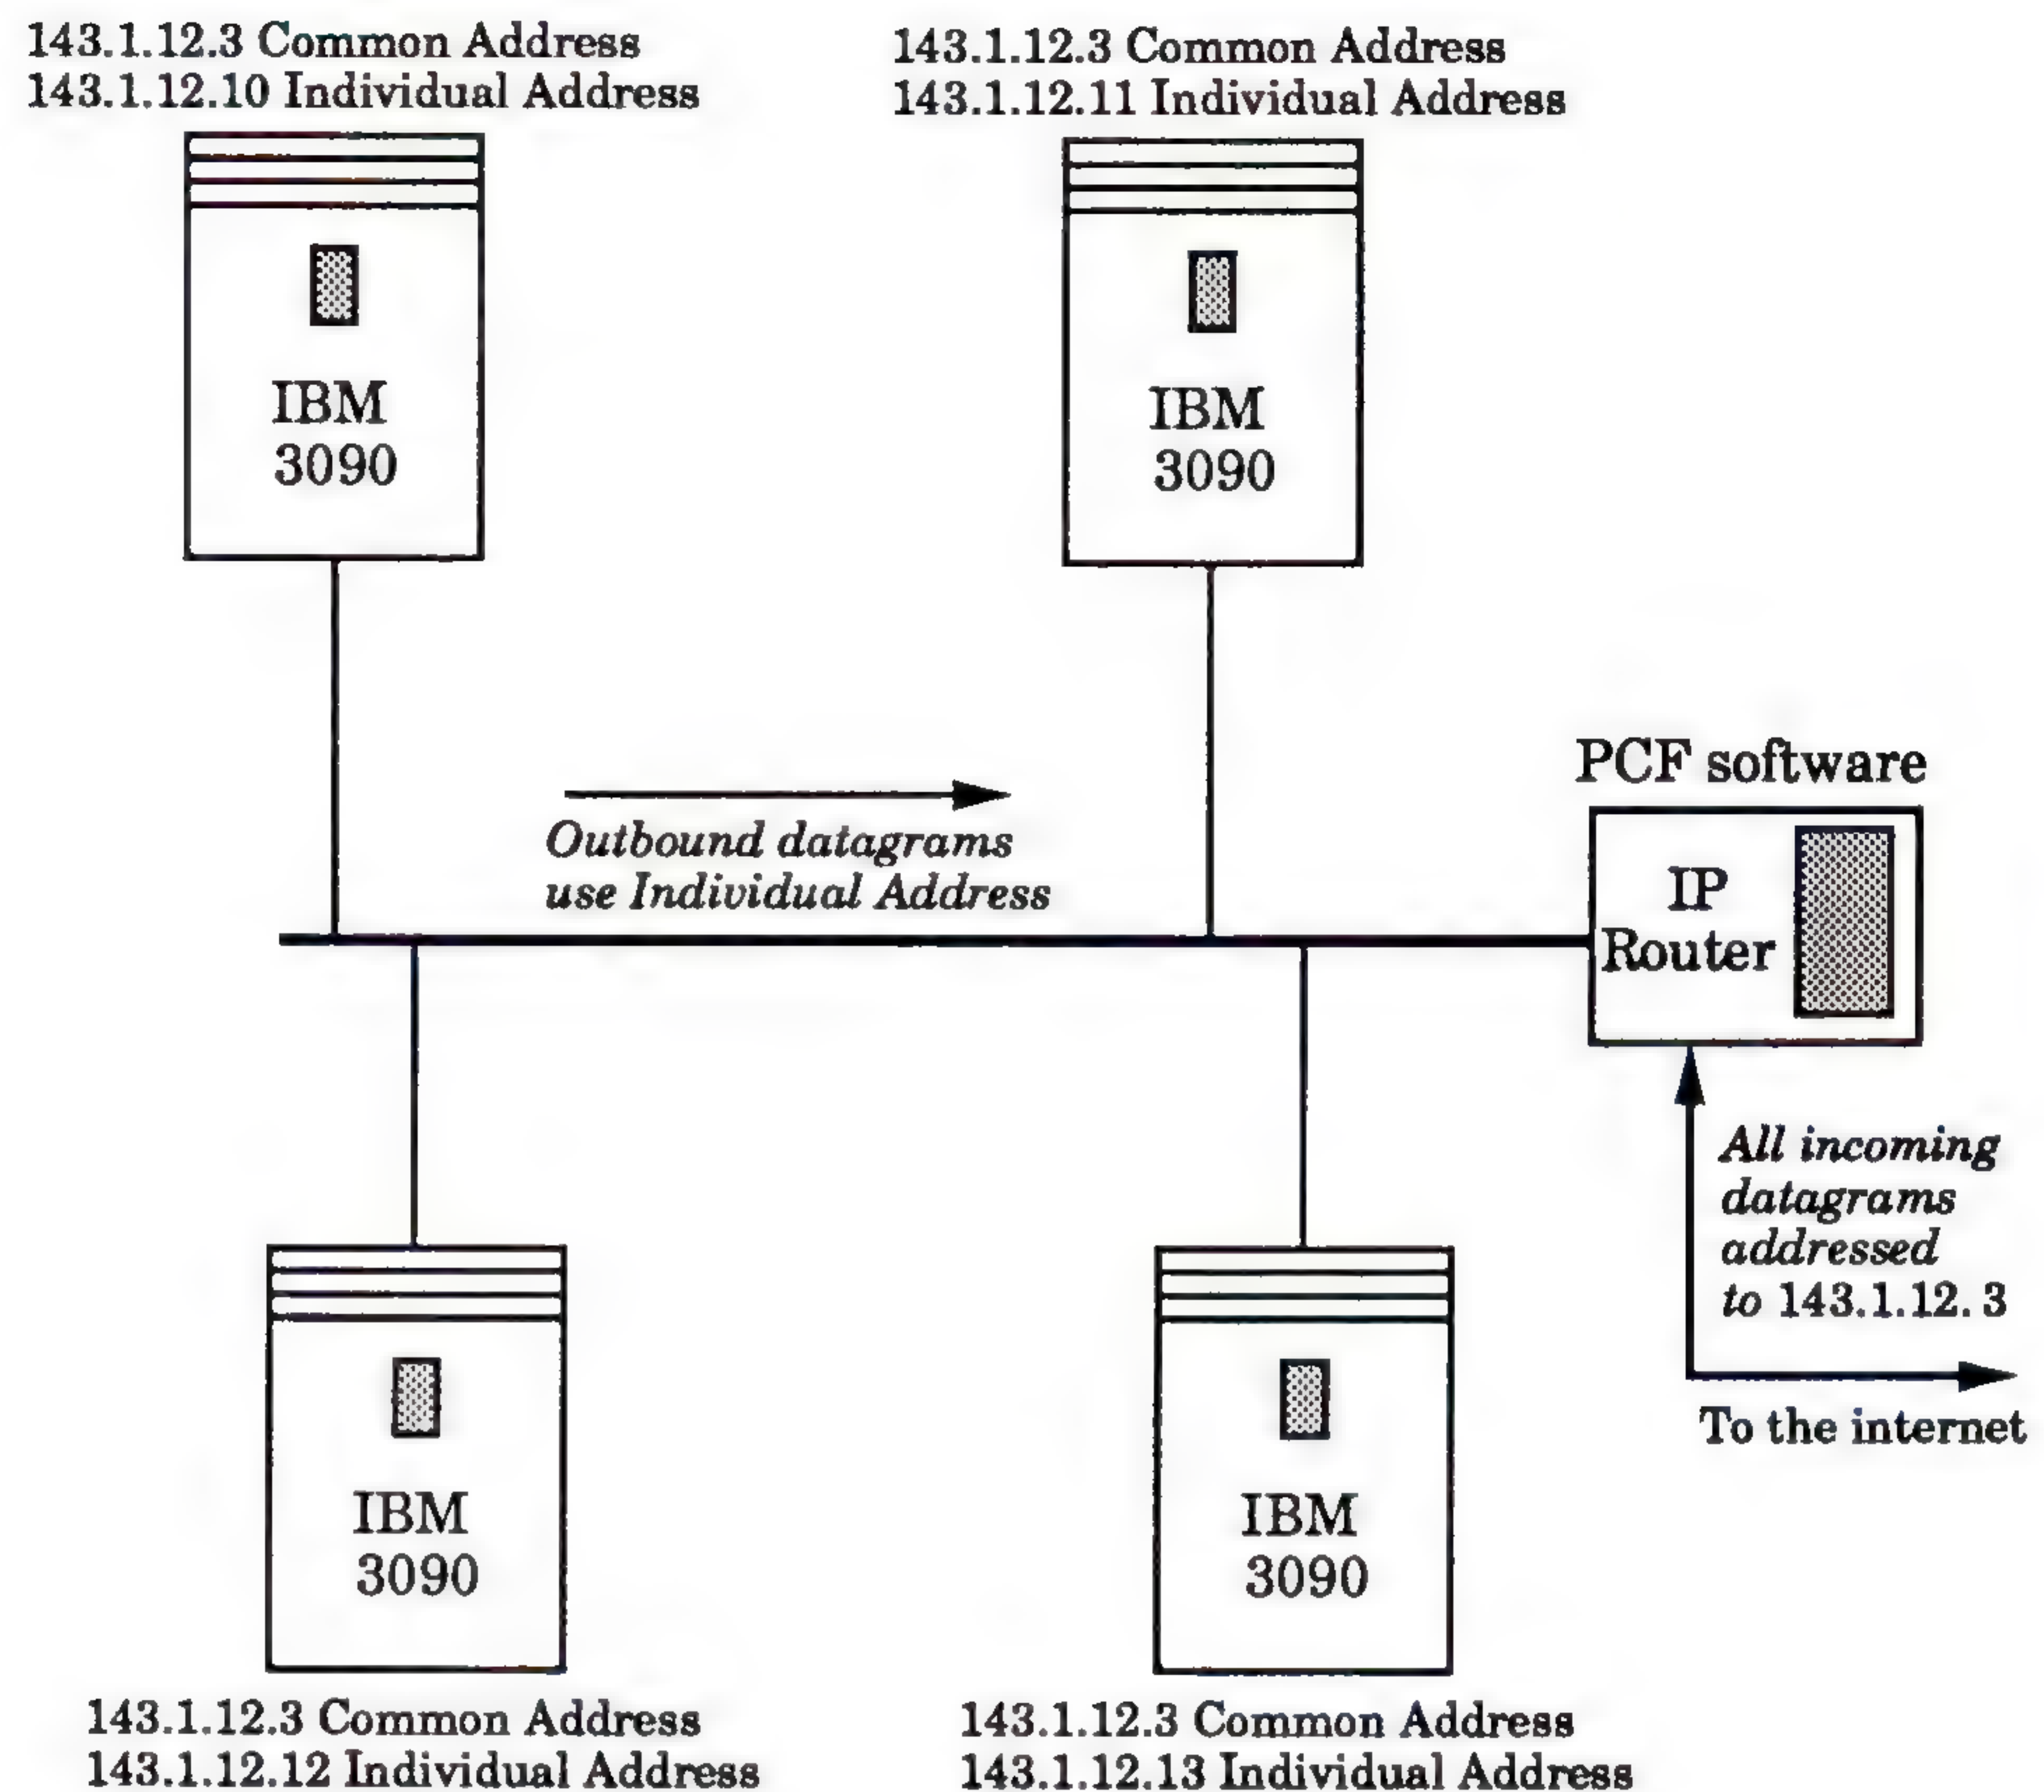 143.1.12.3 Common Address
143.1.12.10 Individual Address
143.1.12.3 Common Address
143.1.12.11 Individual Address
IBM
3090
IBM
3090
PCF software
Outbound datagrams
use Individual Address
IP
Router
All incoming
datagrams
addressed
to 143.1.12.3
To the internet
IBM
3090
IBM
3090
143.1.12.3 Common Address
143.1.12.12 Individual Address
143.1.12.3 Common Address
143.1.12.13 Individual Address